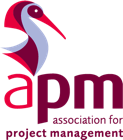 apm
association for
project management